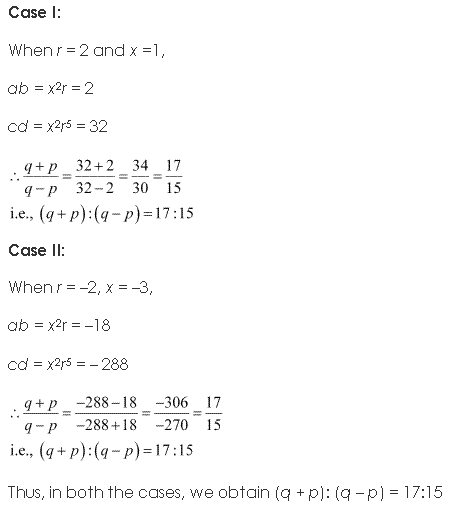 Case I:
When r = 2 and x =1,
ab = x²r = 2
cd = x²r⁵ = 32
∴ (q + p)/(q − p) = (32 + 2)/(32 − 2) = 34/30 = 17/15
i.e., (q + p) : (q − p) = 17 : 15
Case II:
When r = –2, x = –3,
ab = x²r = –18
cd = x²r⁵ = – 288
∴ (q + p)/(q − p) = (−288 − 18)/(−288 + 18) = −306/−270 = 17/15
i.e., (q + p) : (q − p) = 17 : 15
Thus, in both the cases, we obtain (q + p): (q – p) = 17:15